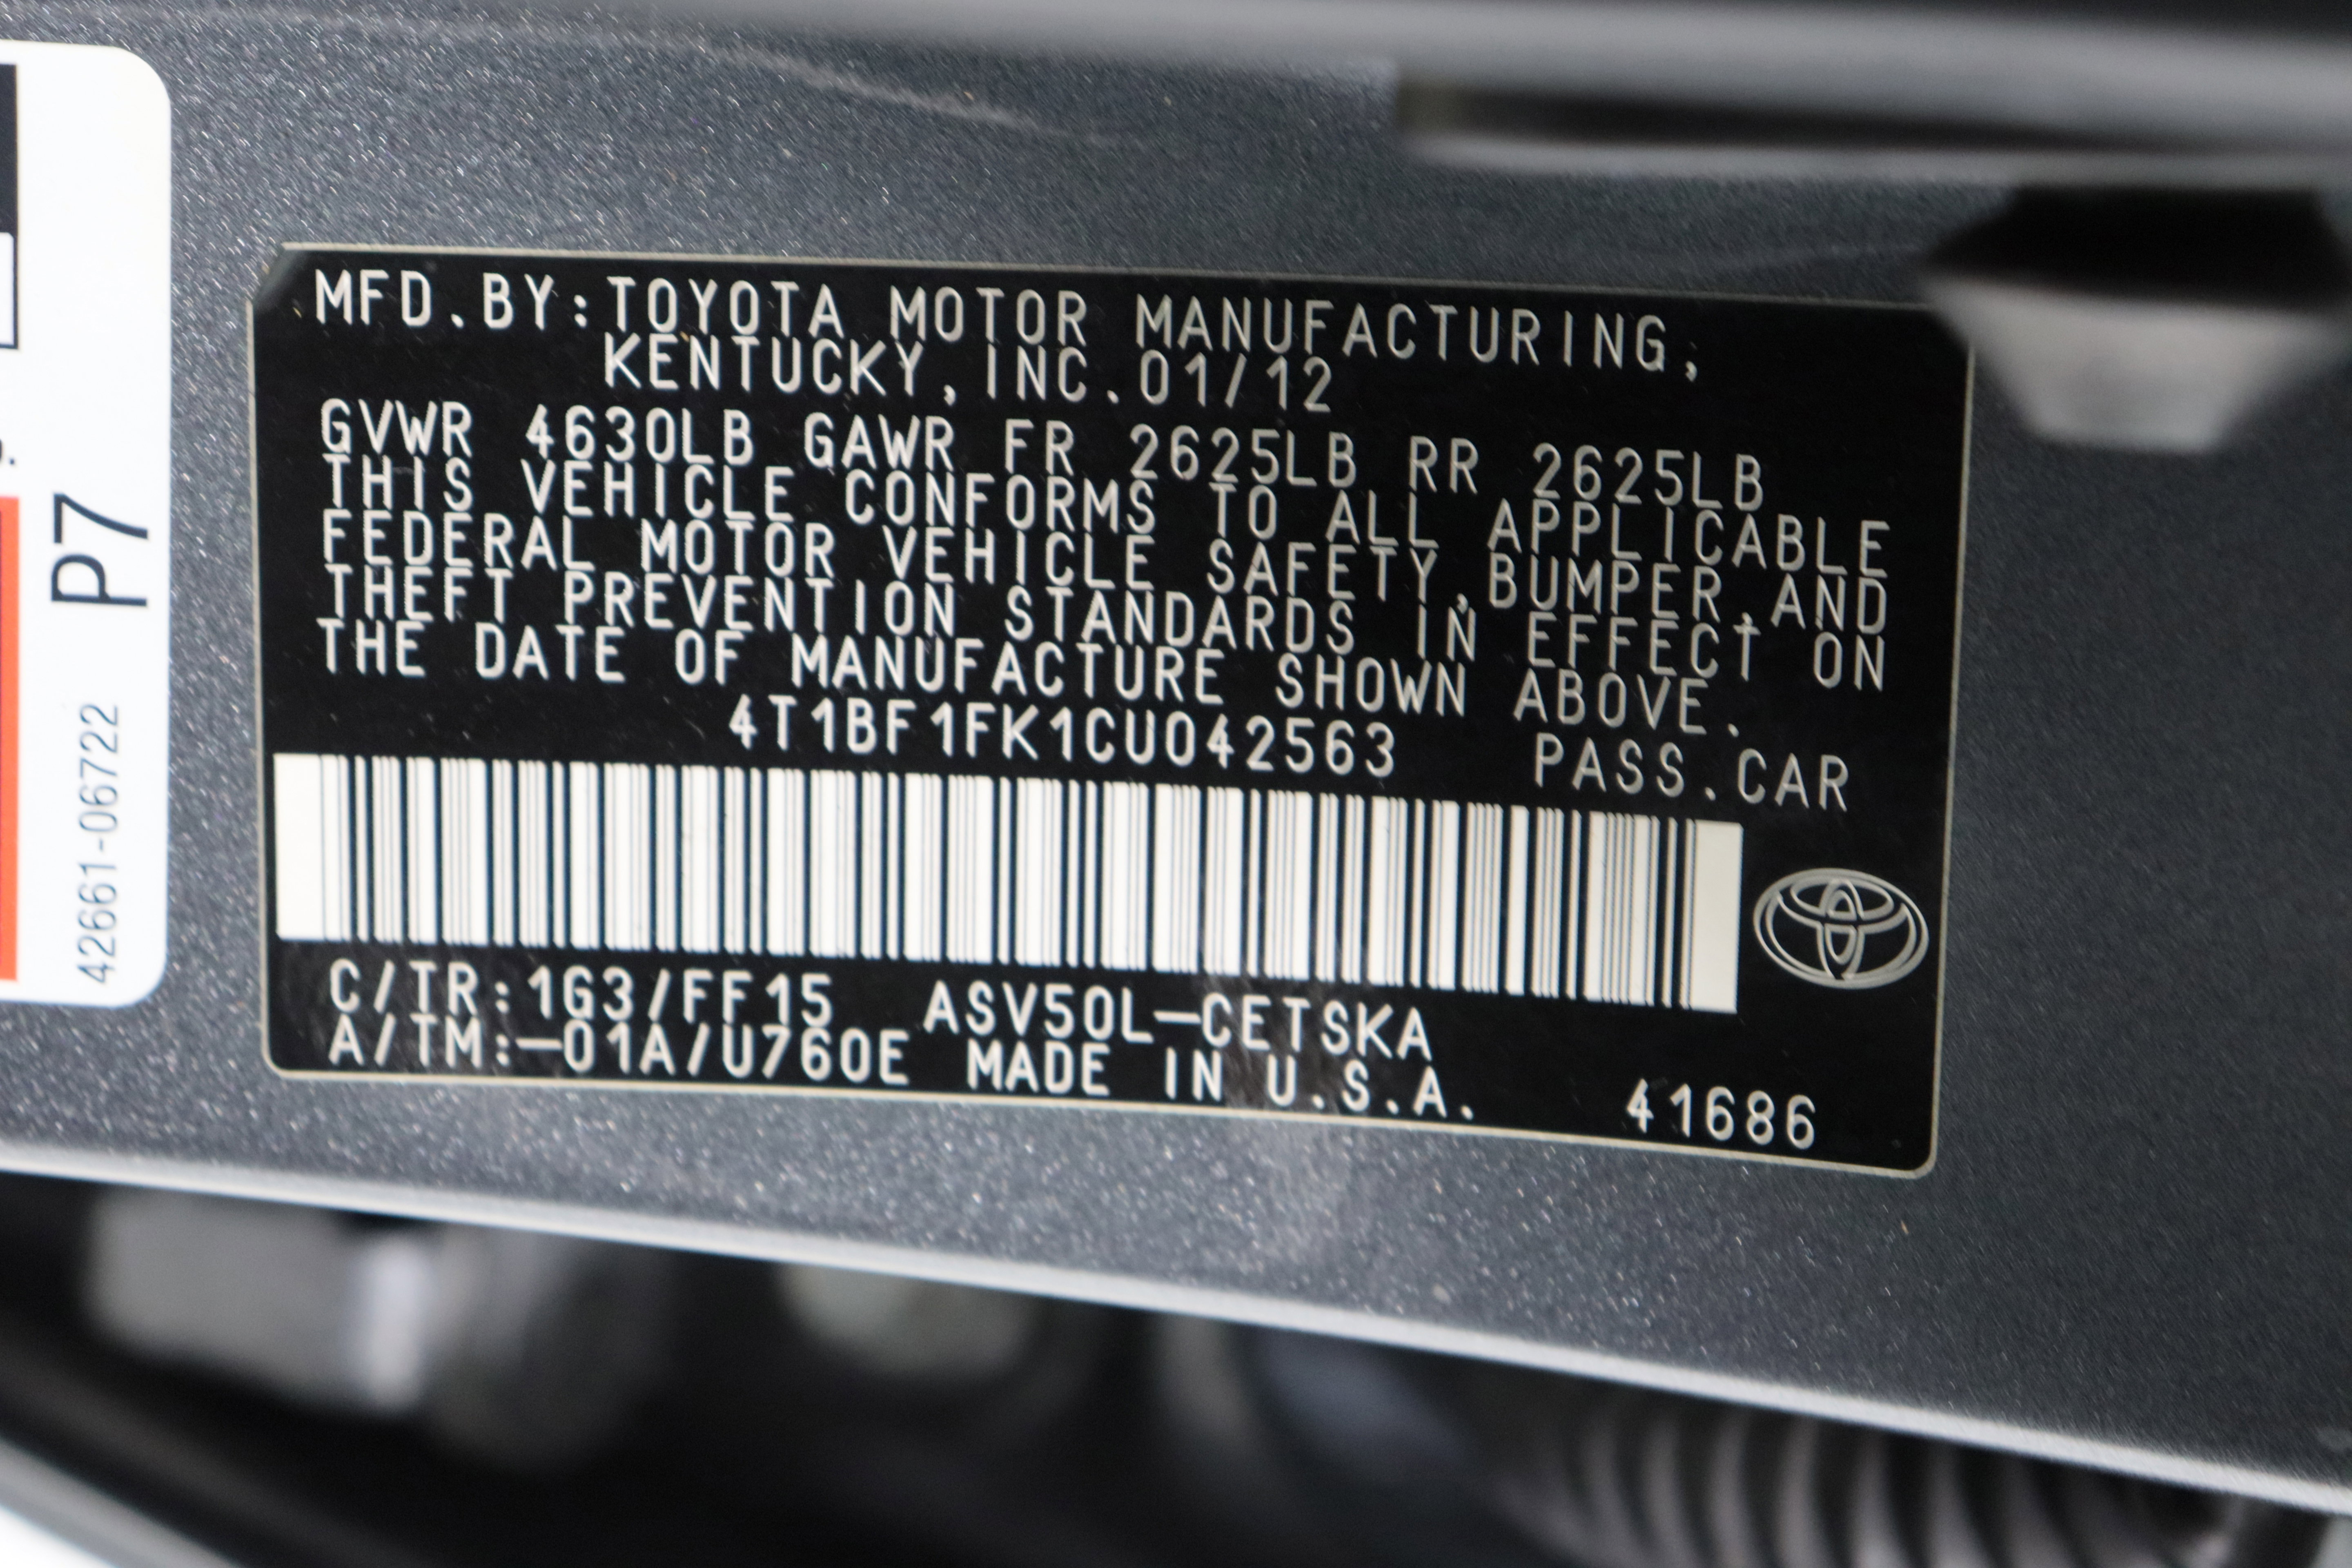 MFD.BY:TOYOTA MOTOR MANUFACTURING,
KENTUCKY,INC.01/12
GVWR 4630LB GAWR FR 2625LB RR 2625LB
THIS VEHICLE CONFORMS TO ALL APPLICABLE
FEDERAL MOTOR VEHICLE SAFETY,BUMPER,AND
THEFT PREVENTION STANDARDS IN EFFECT ON
THE DATE OF MANUFACTURE SHOWN ABOVE.
4T1BF1FK1CU042563 PASS.CAR
C/TR:1G3/FF15 ASV50L-CETSKA
A/TM:-01A/U760E MADE IN U.S.A. 41686
P7
42661-06722